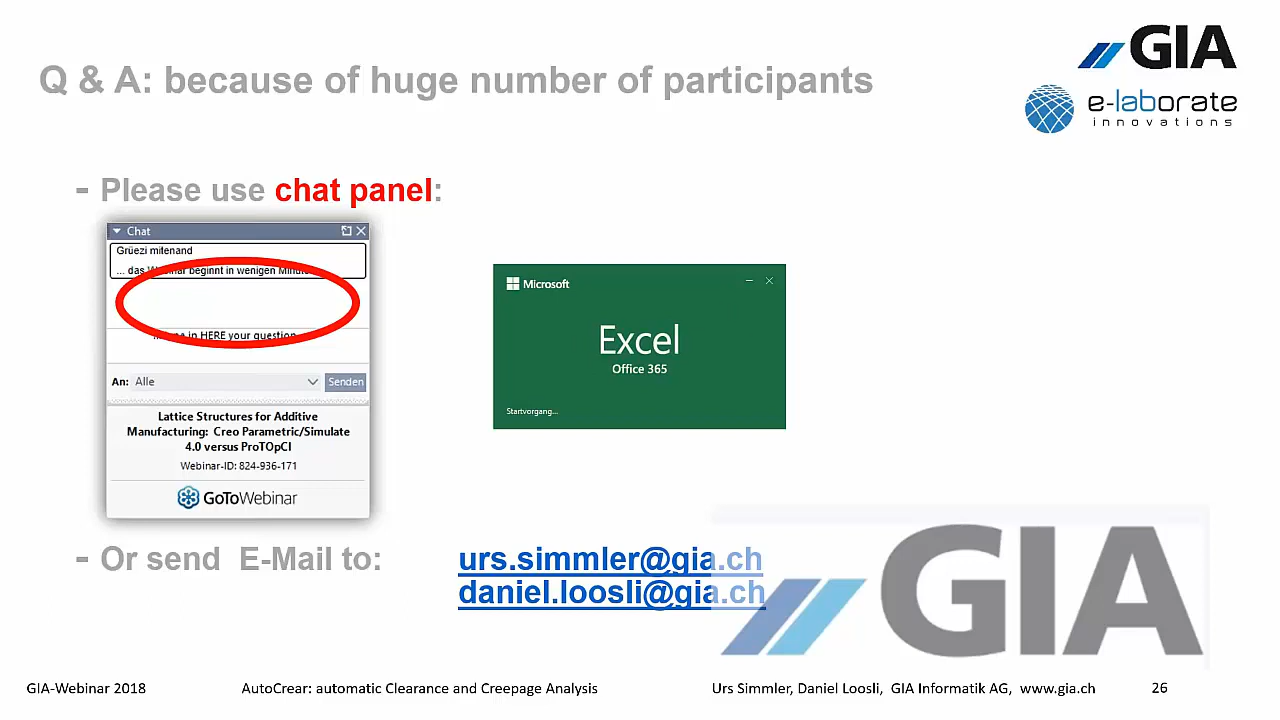 Q & A: because of huge number of participants
GIA
e-laborate
innovations
- Please use chat panel:
Chat
Grüezi mitenand
... das Webinar beginnt in wenigen
in HERE your question
An: Alle
Senden
Lattice Structures for Additive
Manufacturing: Creo Parametric/Simulate
4.0 versus ProTOpCI
Webinar-ID: 824-936-171
GoToWebinar
Microsoft
Excel
Office 365
Startvorgang...
- Or send E-Mail to:
urs.simmler@gia.ch
daniel.loosli@gia.ch
GIA
GIA-Webinar 2018
AutoCrear: automatic Clearance and Creepage Analysis
Urs Simmler, Daniel Loosli, GIA Informatik AG, www.gia.ch
26